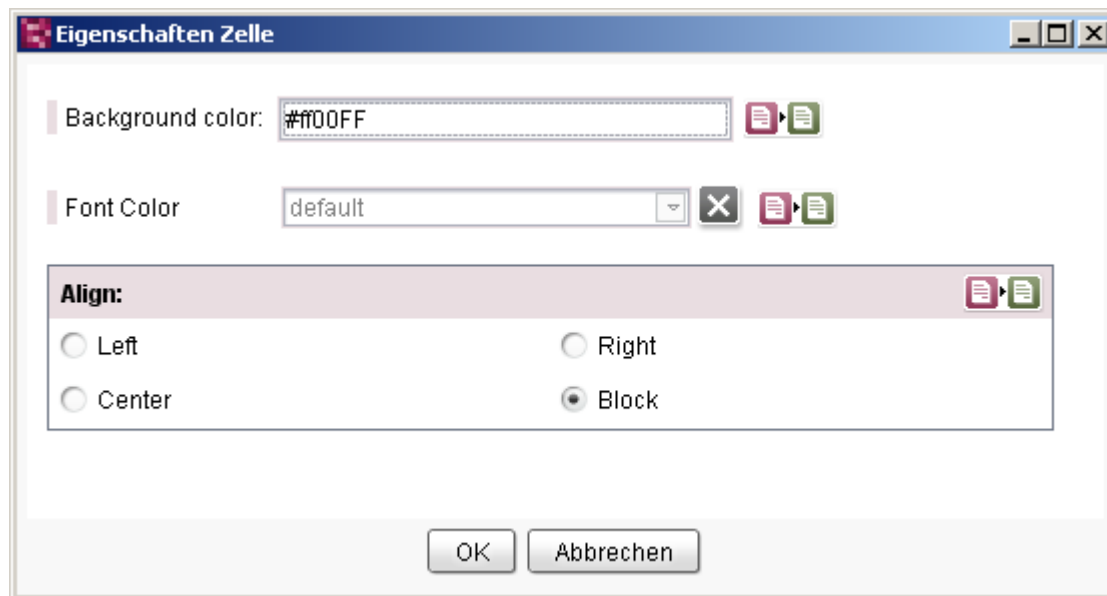 Eigenschaften Zelle
Background color: #ff00FF
Font Color default
Align:
Left Right
Center Block
OK Abbrechen